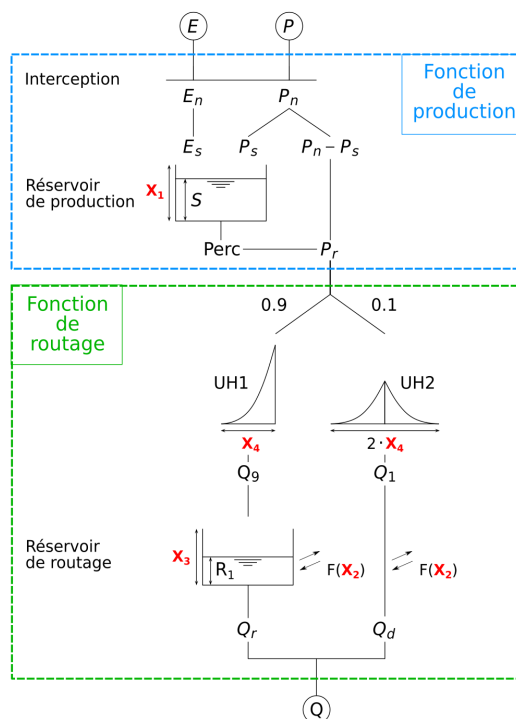 E
P
Fonction
de
production
Interception
Eₙ
Pₙ
Eₛ
Pₛ
Pₙ – Pₛ
Réservoir
de production
X₁
S
Perc
Pᵣ
Fonction
de
routage
0.9
0.1
UH1
UH2
X₄
2 · X₄
Q₉
Q₁
Réservoir
de routage
X₃
R₁
F(X₂)
F(X₂)
Qᵣ
Q_d
Q